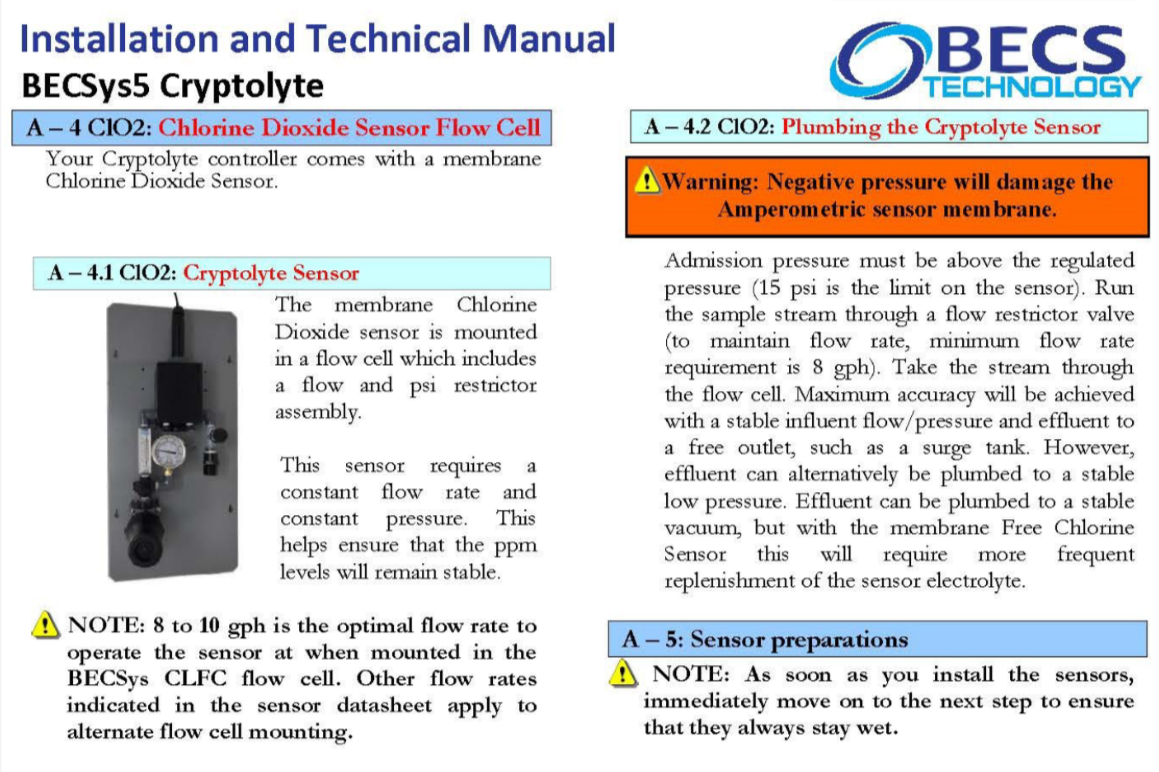 Installation and Technical Manual
BECSys5 Cryptolyte
BECS
TECHNOLOGY
A – 4 ClO2: Chlorine Dioxide Sensor Flow Cell
Your Cryptolyte controller comes with a membrane
Chlorine Dioxide Sensor.
A – 4.1 ClO2: Cryptolyte Sensor
The membrane Chlorine
Dioxide sensor is mounted
in a flow cell which includes
a flow and psi restrictor
assembly.
This sensor requires a
constant flow rate and
constant pressure. This
helps ensure that the ppm
levels will remain stable.
NOTE: 8 to 10 gph is the optimal flow rate to
operate the sensor at when mounted in the
BECSys CLFC flow cell. Other flow rates
indicated in the sensor datasheet apply to
alternate flow cell mounting.
A – 4.2 ClO2: Plumbing the Cryptolyte Sensor
Warning: Negative pressure will damage the
Amperometric sensor membrane.
Admission pressure must be above the regulated
pressure (15 psi is the limit on the sensor). Run
the sample stream through a flow restrictor valve
(to maintain flow rate, minimum flow rate
requirement is 8 gph). Take the stream through
the flow cell. Maximum accuracy will be achieved
with a stable influent flow/pressure and effluent to
a free outlet, such as a surge tank. However,
effluent can alternatively be plumbed to a stable
low pressure. Effluent can be plumbed to a stable
vacuum, but with the membrane Free Chlorine
Sensor this will require more frequent
replenishment of the sensor electrolyte.
A – 5: Sensor preparations
NOTE: As soon as you install the sensors,
immediately move on to the next step to ensure
that they always stay wet.